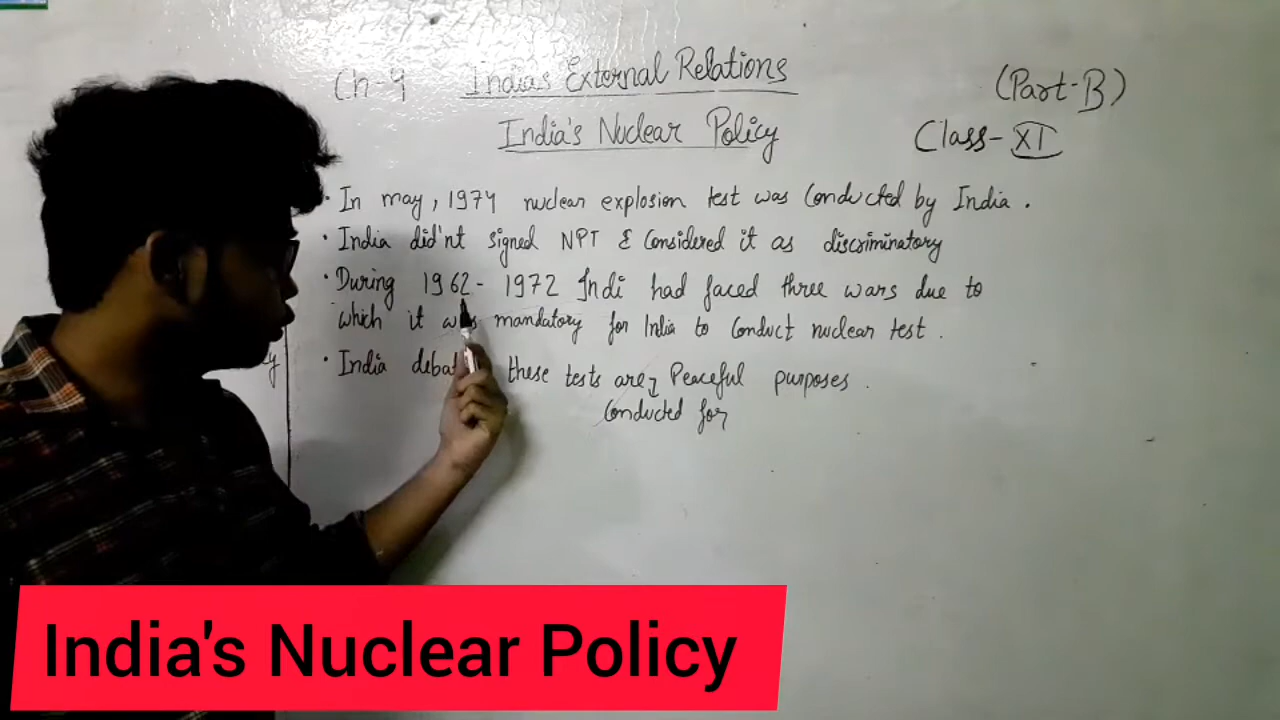 Ch-9 Indias External Relations (Part-B)
India's Nuclear Policy Class-XI
• In may, 1974 nuclear explosion test was Conducted by India.
• India did'nt signed NPT & Considered it as discriminatory
• During 1962-1972 Indi had faced three wars due to
which it was mandatory for India to Conduct nuclear test.
• India these tests are Peaceful purposes.
Conducted for
India's Nuclear Policy